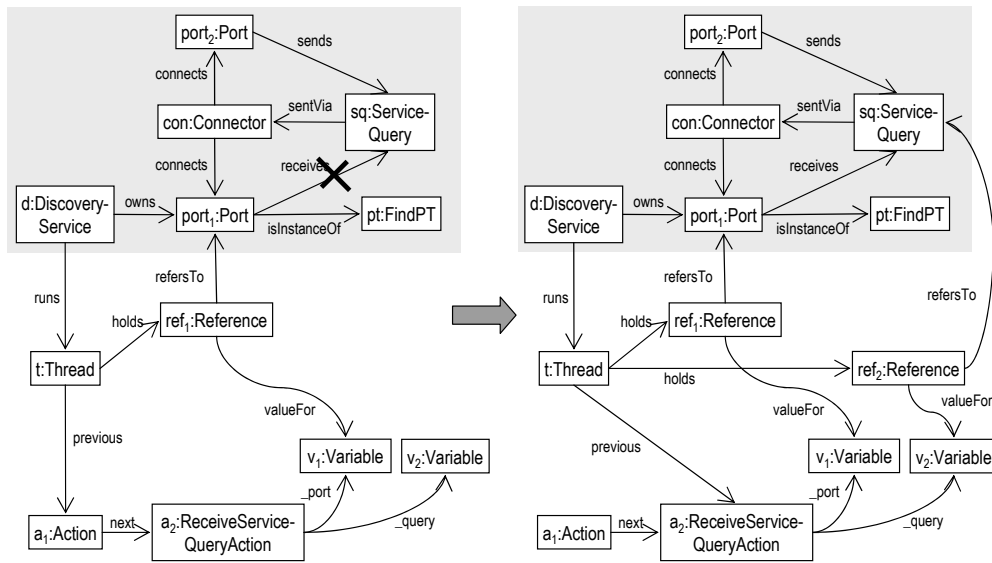 port₂:Port
sends
connects
sentVia
con:Connector
sq:Service-
Query
connects
receives
d:Discovery-
Service
owns
port₁:Port
pt:FindPT
isInstanceOf
refersTo
runs
holds
ref₁:Reference
t:Thread
valueFor
previous
v₁:Variable
v₂:Variable
_port
a₁:Action
next
a₂:ReceiveService-
QueryAction
_query
port₂:Port
sends
connects
sentVia
con:Connector
sq:Service-
Query
connects
receives
d:Discovery-
Service
owns
port₁:Port
pt:FindPT
isInstanceOf
refersTo
refersTo
runs
holds
ref₁:Reference
t:Thread
holds
ref₂:Reference
valueFor
valueFor
previous
v₁:Variable
v₂:Variable
_port
a₁:Action
next
a₂:ReceiveService-
QueryAction
_query